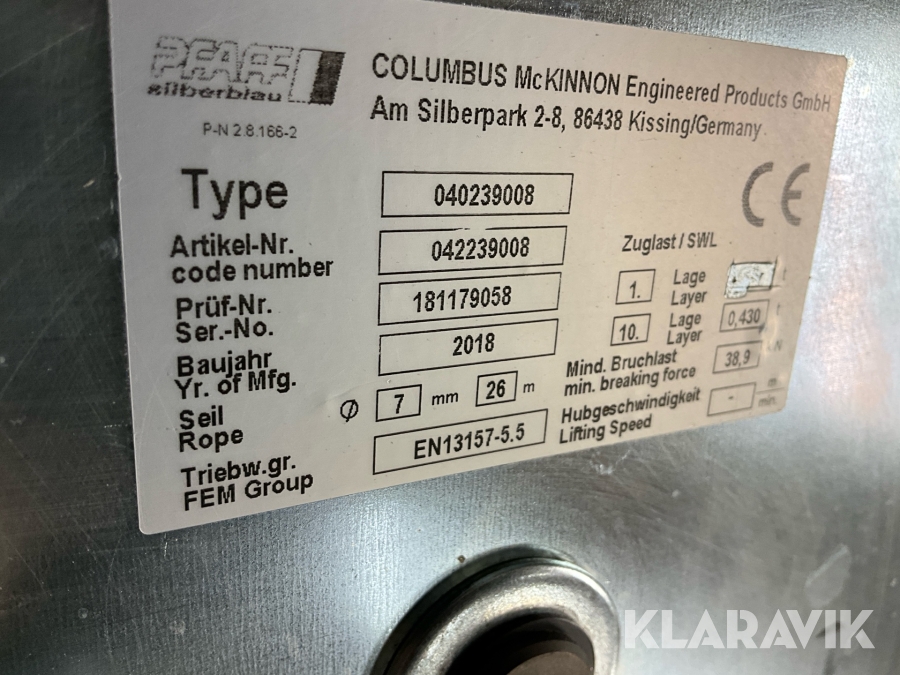 PFAFF
silberblau
COLUMBUS McKINNON Engineered Products GmbH
Am Silberpark 2-8, 86438 Kissing/Germany
P-N 2.8.166-2
CE
Type 040239008
Artikel-Nr.
code number 042239008
Prüf-Nr.
Ser.-No. 181179058
Baujahr
Yr. of Mfg. 2018
Seil
Rope Ø 7 mm 26 m
Triebw.gr.
FEM Group EN13157-5.5
Zuglast / SWL
1. Lage
Layer t
10. Lage
Layer 0,430 t
Mind. Bruchlast
min. breaking force 38,9 kN
Hubgeschwindigkeit
Lifting Speed - m
min.
KLARAVIK